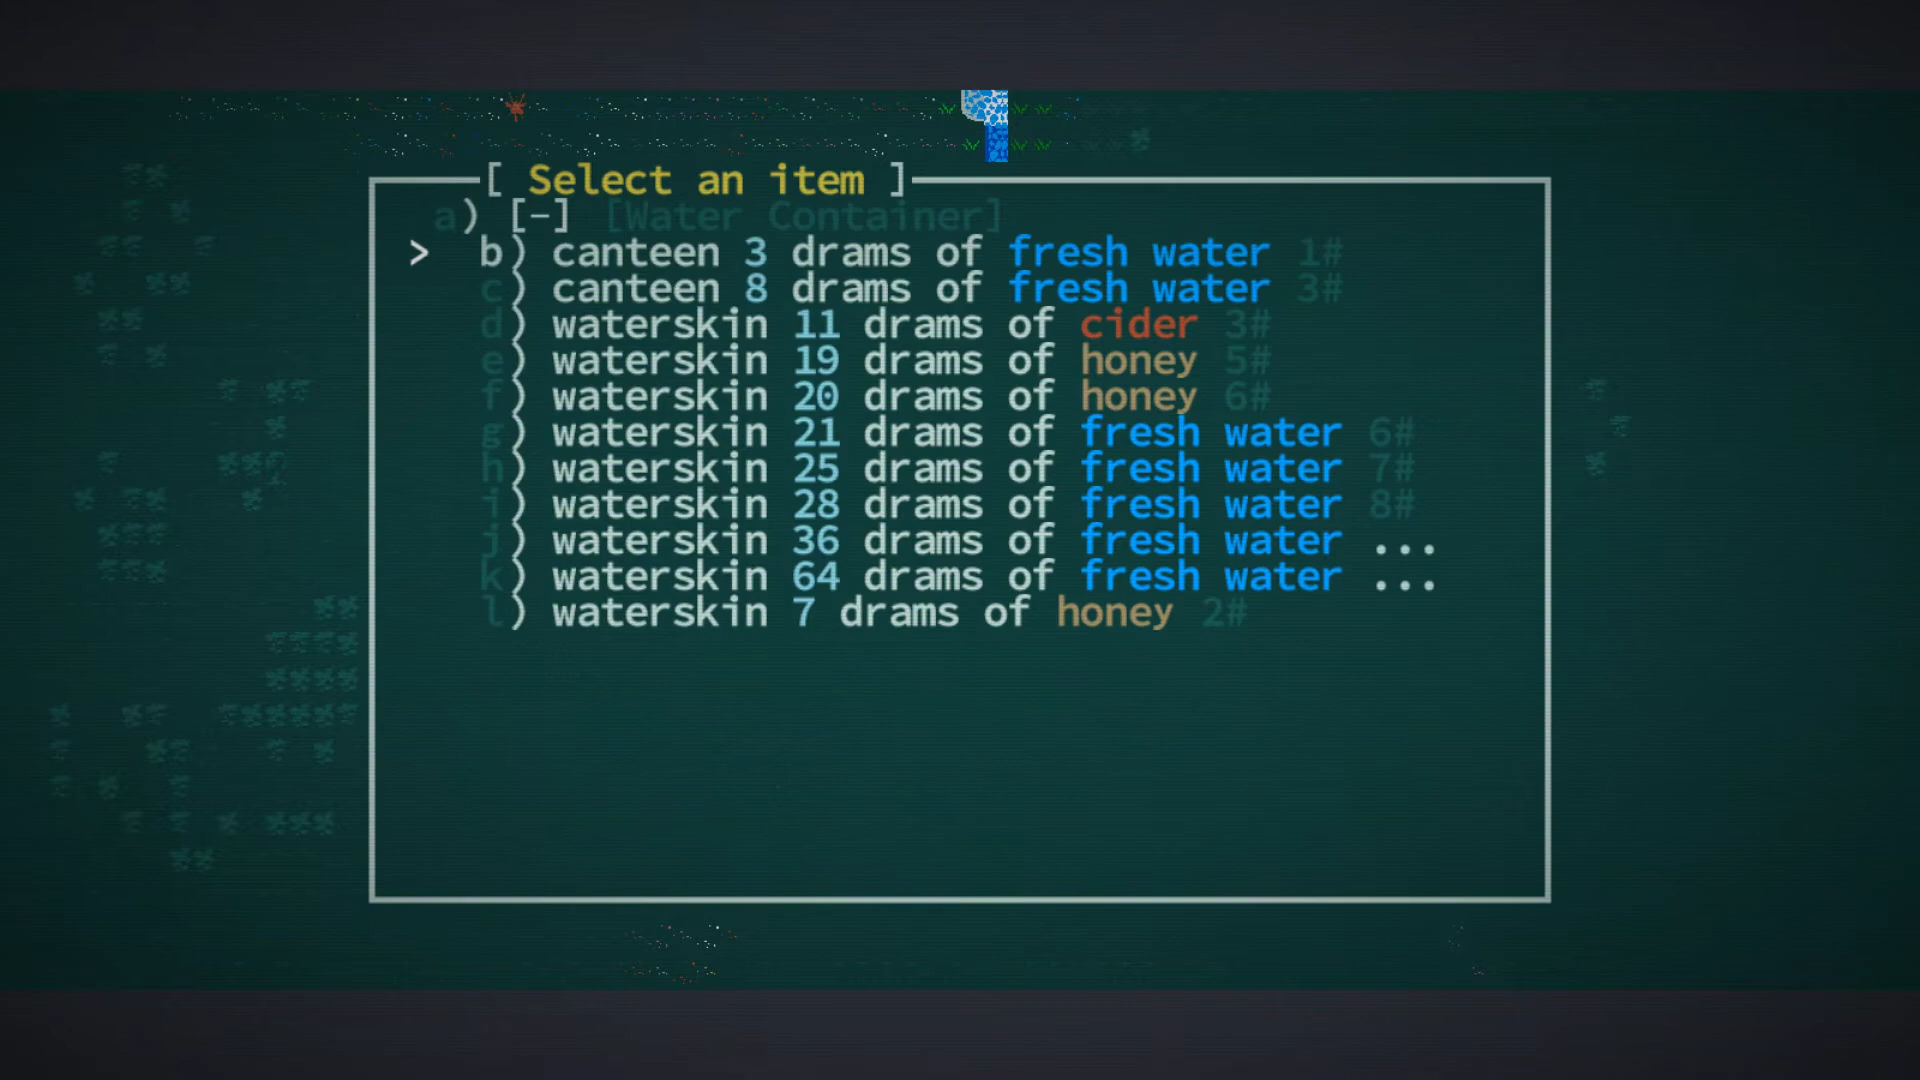 [ Select an item ]
a) [-] [Water Container]
> b) canteen 3 drams of fresh water 1#
c) canteen 8 drams of fresh water 3#
d) waterskin 11 drams of cider 3#
e) waterskin 19 drams of honey 5#
f) waterskin 20 drams of honey 6#
g) waterskin 21 drams of fresh water 6#
h) waterskin 25 drams of fresh water 7#
i) waterskin 28 drams of fresh water 8#
j) waterskin 36 drams of fresh water ...
k) waterskin 64 drams of fresh water ...
l) waterskin 7 drams of honey 2#